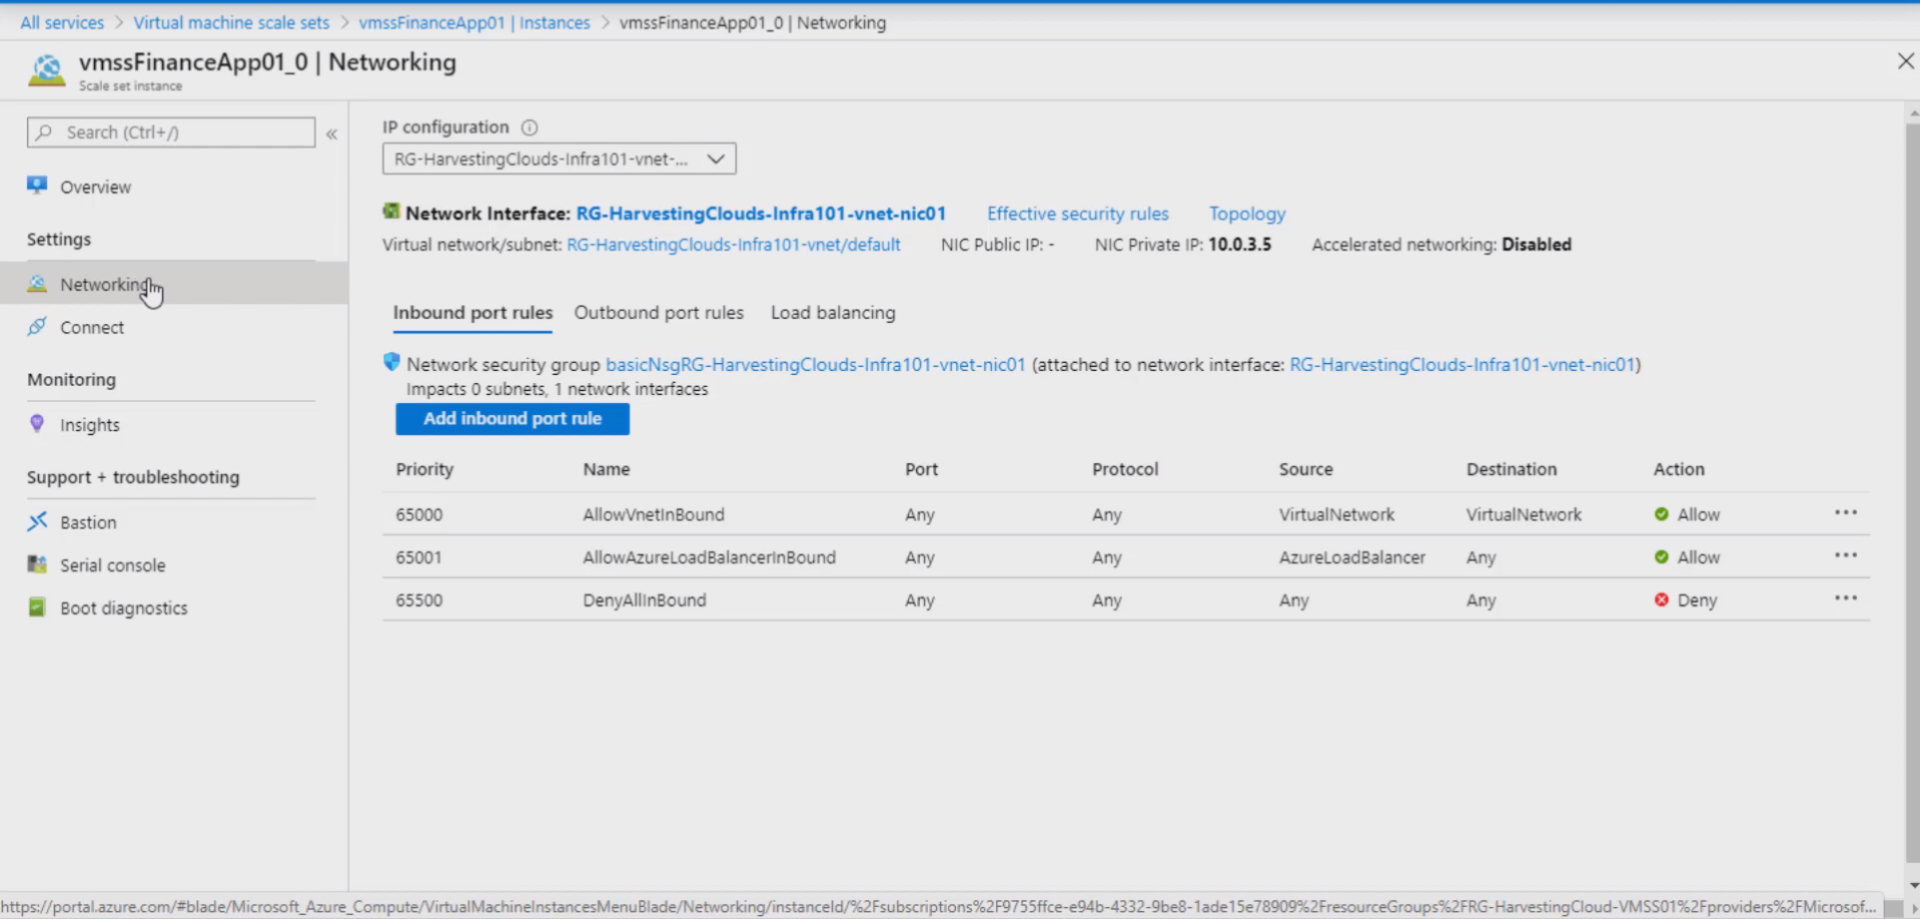 All services > Virtual machine scale sets > vmssFinanceApp01 | Instances > vmssFinanceApp01_0 | Networking
vmssFinanceApp01_0 | Networking
Scale set instance
Search (Ctrl+/)
«
Overview
Settings
Networking
Connect
Monitoring
Insights
Support + troubleshooting
Bastion
Serial console
Boot diagnostics
IP configuration
RG-HarvestingClouds-Infra101-vnet-...
Network Interface: RG-HarvestingClouds-Infra101-vnet-nic01 Effective security rules Topology
Virtual network/subnet: RG-HarvestingClouds-Infra101-vnet/default NIC Public IP: - NIC Private IP: 10.0.3.5 Accelerated networking: Disabled
Inbound port rules Outbound port rules Load balancing
Network security group basicNsgRG-HarvestingClouds-Infra101-vnet-nic01 (attached to network interface: RG-HarvestingClouds-Infra101-vnet-nic01)
Impacts 0 subnets, 1 network interfaces
Add inbound port rule
Priority Name Port Protocol Source Destination Action
65000 AllowVnetInBound Any Any VirtualNetwork VirtualNetwork Allow ...
65001 AllowAzureLoadBalancerInBound Any Any AzureLoadBalancer Any Allow ...
65500 DenyAllInBound Any Any Any Any Deny ...
https://portal.azure.com/#blade/Microsoft_Azure_Compute/VirtualMachineInstancesMenuBlade/Networking/instanceId/%2Fsubscriptions%2F9755ffce-e94b-4332-9be8-1ade15e78909%2FresourceGroups%2FRG-HarvestingCloud-VMSS01%2Fproviders%2FMicrosof...